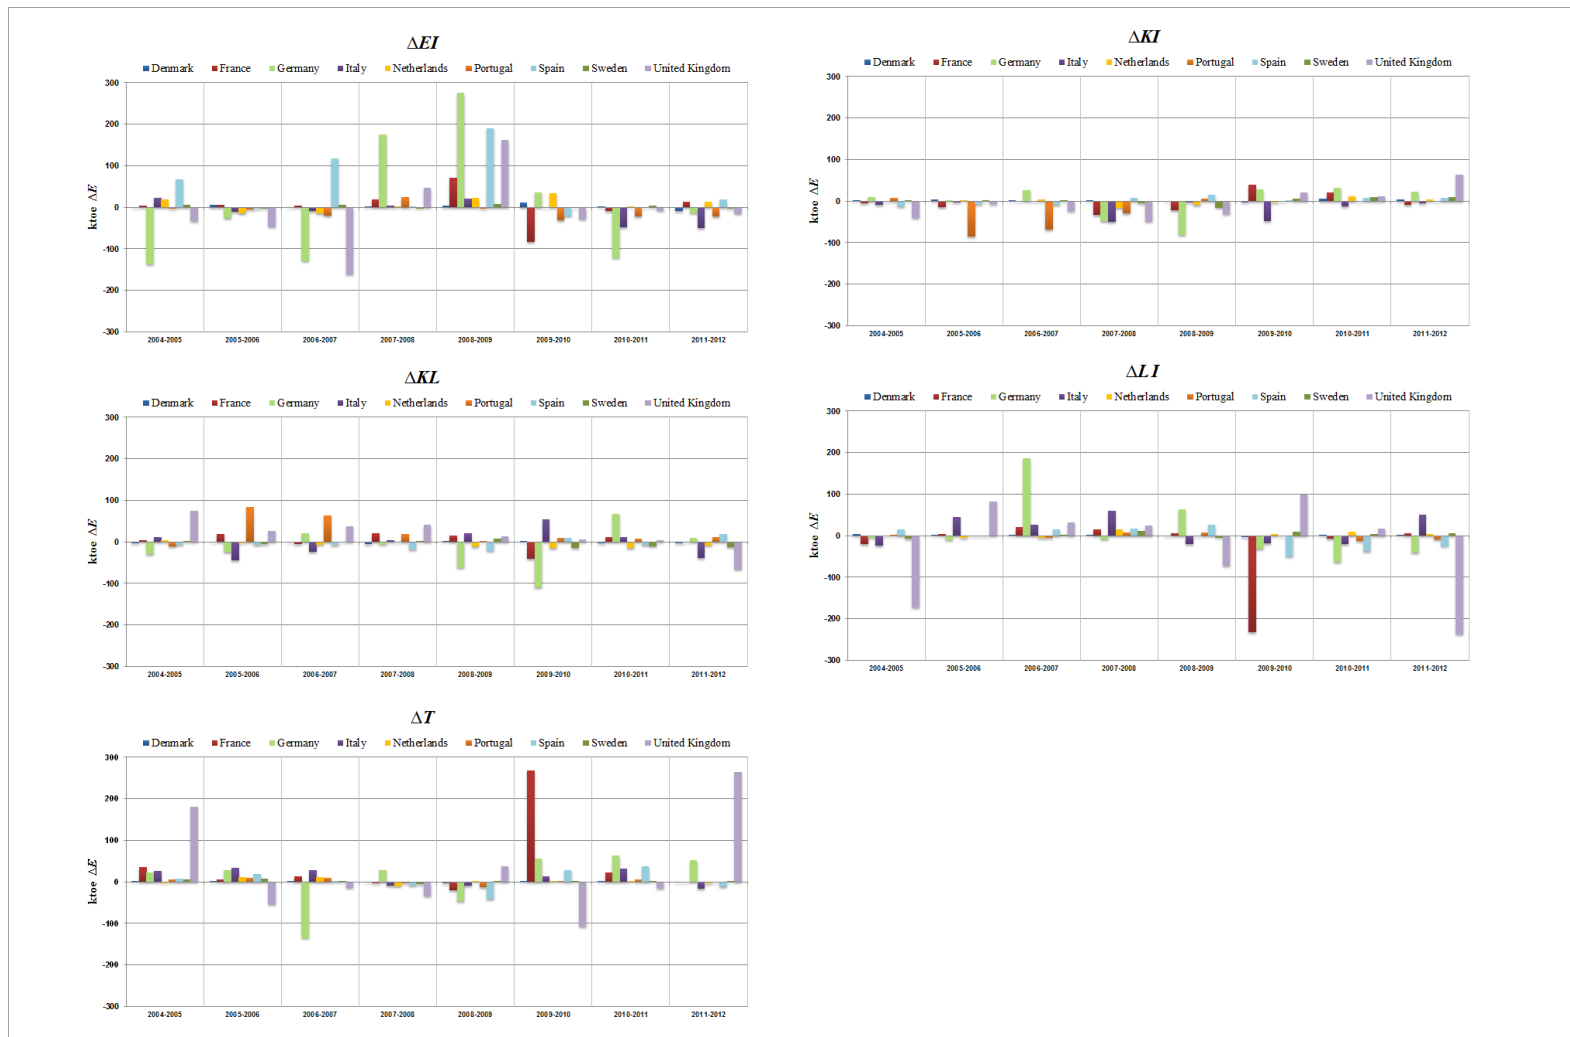 ΔEI
Denmark France Germany Italy Netherlands Portugal Spain Sweden United Kingdom
300
200
100
0
-100
-200
-300
ktoe ΔE
2004-2005 2005-2006 2006-2007 2007-2008 2008-2009 2009-2010 2010-2011 2011-2012
ΔKI
Denmark France Germany Italy Netherlands Portugal Spain Sweden United Kingdom
300
200
100
0
-100
-200
-300
ktoe ΔE
2004-2005 2005-2006 2006-2007 2007-2008 2008-2009 2009-2010 2010-2011 2011-2012
ΔKL
Denmark France Germany Italy Netherlands Portugal Spain Sweden United Kingdom
300
200
100
0
-100
-200
-300
ktoe ΔE
2004-2005 2005-2006 2006-2007 2007-2008 2008-2009 2009-2010 2010-2011 2011-2012
ΔL I
Denmark France Germany Italy Netherlands Portugal Spain Sweden United Kingdom
300
200
100
0
-100
-200
-300
ktoe ΔE
2004-2005 2005-2006 2006-2007 2007-2008 2008-2009 2009-2010 2010-2011 2011-2012
ΔT
Denmark France Germany Italy Netherlands Portugal Spain Sweden United Kingdom
300
200
100
0
-100
-200
-300
ktoe ΔE
2004-2005 2005-2006 2006-2007 2007-2008 2008-2009 2009-2010 2010-2011 2011-2012